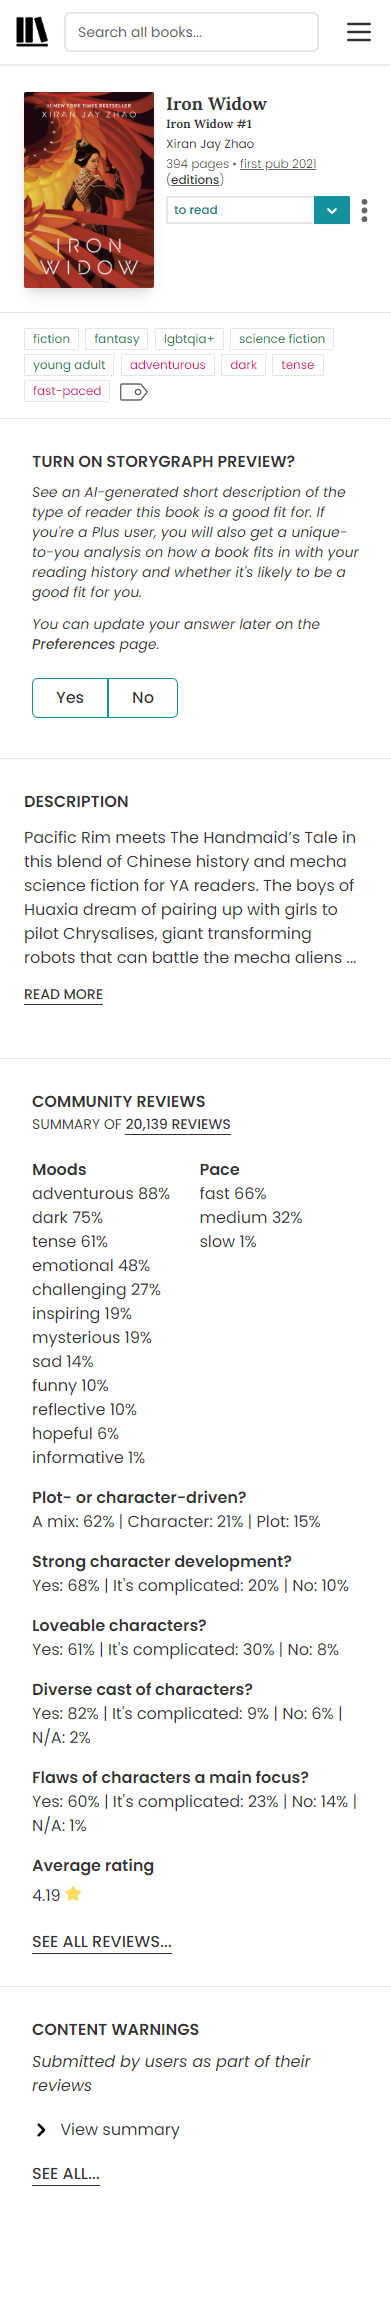 Search all books...
#1 NEW YORK TIMES BESTSELLER
XIRAN JAY ZHAO
IRON
WIDOW
Iron Widow
Iron Widow #1
Xiran Jay Zhao
394 pages • first pub 2021
(editions)
to read
fiction fantasy lgbtqia+ science fiction
young adult adventurous dark tense
fast-paced
TURN ON STORYGRAPH PREVIEW?
See an AI-generated short description of the
type of reader this book is a good fit for. If
you're a Plus user, you will also get a unique-
to-you analysis on how a book fits in with your
reading history and whether it's likely to be a
good fit for you.
You can update your answer later on the
Preferences page.
Yes No
DESCRIPTION
Pacific Rim meets The Handmaid’s Tale in
this blend of Chinese history and mecha
science fiction for YA readers. The boys of
Huaxia dream of pairing up with girls to
pilot Chrysalises, giant transforming
robots that can battle the mecha aliens ...
READ MORE
COMMUNITY REVIEWS
SUMMARY OF 20,139 REVIEWS
Moods
adventurous 88%
dark 75%
tense 61%
emotional 48%
challenging 27%
inspiring 19%
mysterious 19%
sad 14%
funny 10%
reflective 10%
hopeful 6%
informative 1%
Pace
fast 66%
medium 32%
slow 1%
Plot- or character-driven?
A mix: 62% | Character: 21% | Plot: 15%
Strong character development?
Yes: 68% | It's complicated: 20% | No: 10%
Loveable characters?
Yes: 61% | It's complicated: 30% | No: 8%
Diverse cast of characters?
Yes: 82% | It's complicated: 9% | No: 6% |
N/A: 2%
Flaws of characters a main focus?
Yes: 60% | It's complicated: 23% | No: 14% |
N/A: 1%
Average rating
4.19
SEE ALL REVIEWS...
CONTENT WARNINGS
Submitted by users as part of their
reviews
View summary
SEE ALL...